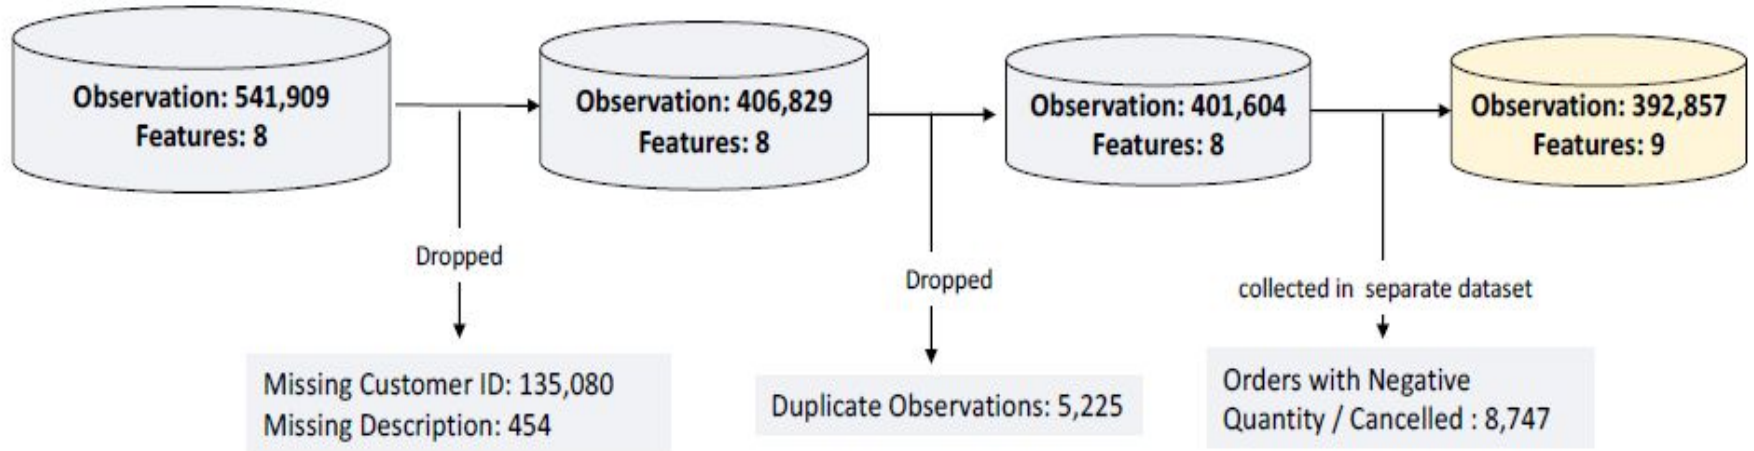 Observation: 541,909
Features: 8
Observation: 406,829
Features: 8
Observation: 401,604
Features: 8
Observation: 392,857
Features: 9
Dropped
Dropped
collected in separate dataset
Missing Customer ID: 135,080
Missing Description: 454
Duplicate Observations: 5,225
Orders with Negative
Quantity / Cancelled : 8,747